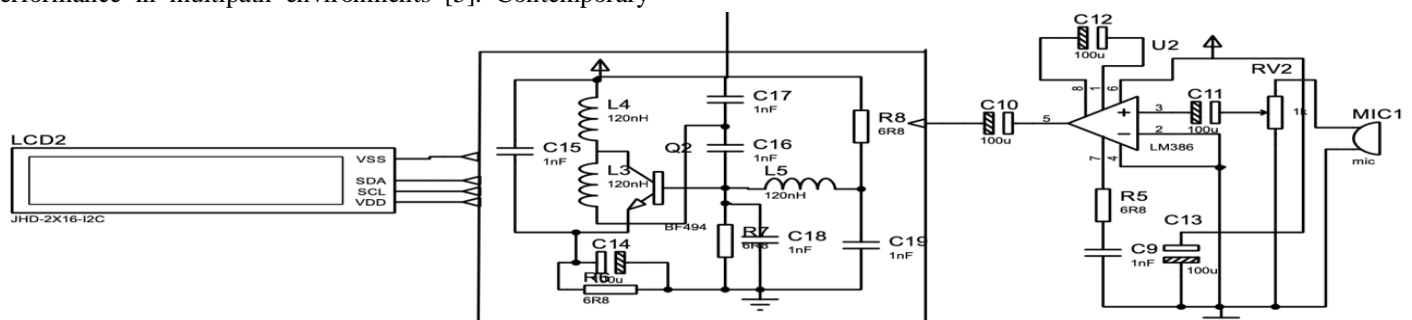 erformance in multipath environments [5]. Contemporary
LCD2
VSS
SDA
SCL
VDD
JHD-2X16-I2C
C15
1nF
L4
120nH
L3
120nH
C17
1nF
C16
1nF
Q2
BF494
L5
120nH
R8
6R8
C14
100u
R6
6R8
R7
6R8
C18
1nF
C19
1nF
C10
100u
C12
100u
U2
8
1
6
5
3
2
7
4
LM386
C11
100u
RV2
1k
MIC1
mic
R5
6R8
C9
1nF
C13
100u